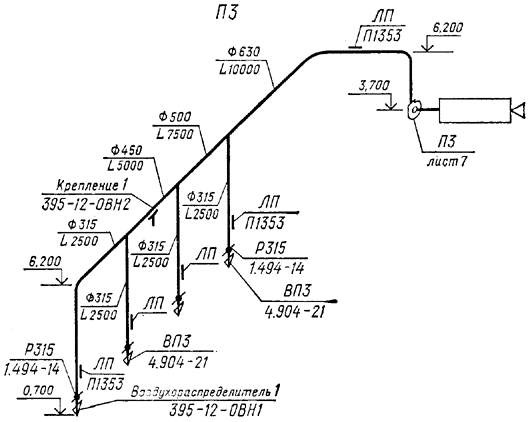 П3
ЛП
П1353
6,200
Ф630
L10000
3,700
Ф500
L7500
П3
лист 7
Ф450
L5000
Крепление 1
395-12-ОВН2
Ф315
L2500
Ф315
L2500
ЛП
П1353
Ф315
L2500
6,200
ЛП
Р315
1.494-14
Ф315
L2500
ВП3
4.904-21
ЛП
Р315
1.494-14
ЛП
П1353
ВП3
4.904-21
0,700
Воздухораспределитель 1
395-12-ОВН1